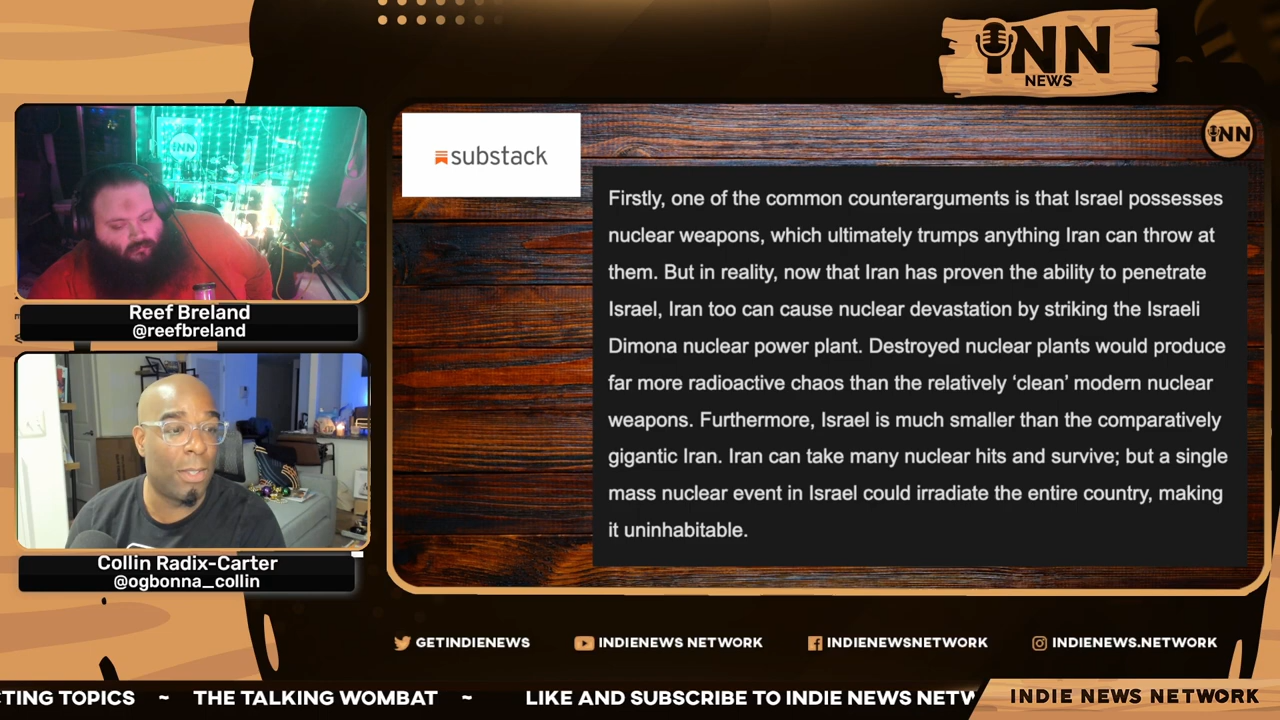 INN
NEWS
INN
substack
Firstly, one of the common counterarguments is that Israel possesses
nuclear weapons, which ultimately trumps anything Iran can throw at
them. But in reality, now that Iran has proven the ability to penetrate
Israel, Iran too can cause nuclear devastation by striking the Israeli
Dimona nuclear power plant. Destroyed nuclear plants would produce
far more radioactive chaos than the relatively ‘clean’ modern nuclear
weapons. Furthermore, Israel is much smaller than the comparatively
gigantic Iran. Iran can take many nuclear hits and survive; but a single
mass nuclear event in Israel could irradiate the entire country, making
it uninhabitable.
INN
Reef Breland
@reefbreland
Collin Radix-Carter
@ogbonna_collin
GETINDIENEWS
INDIENEWS NETWORK
INDIENEWSNETWORK
INDIENEWS.NETWORK
CTING TOPICS ~ THE TALKING WOMBAT ~ LIKE AND SUBSCRIBE TO INDIE NEWS NETW
INDIE NEWS NETWORK